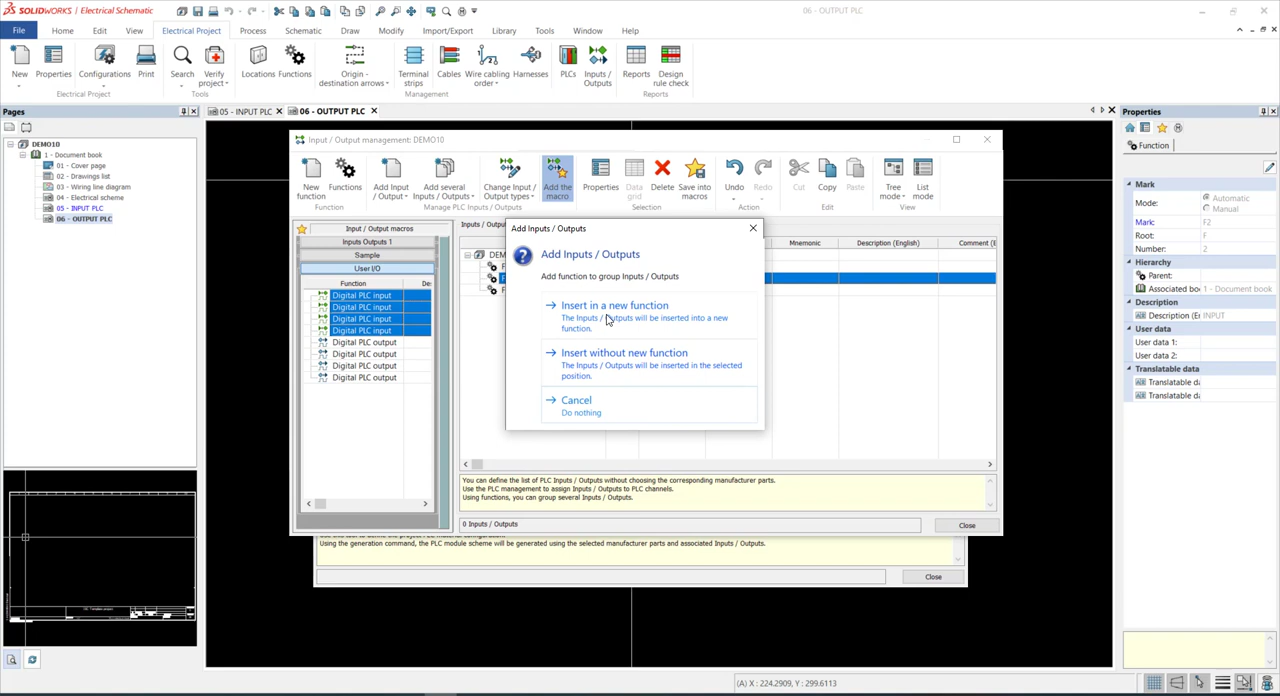 SOLIDWORKS
Electrical Schematic
06 - OUTPUT PLC
File
Home
Edit
View
Electrical Project
Process
Schematic
Draw
Modify
Import/Export
Library
Tools
Window
Help
New
Properties
Configurations
Print
Search
Verify
project
Locations
Functions
Origin -
destination arrows
Terminal
strips
Cables
Wire cabling
order
Harnesses
PLCs
Inputs /
Outputs
Reports
Design
rule check
Electrical Project
Tools
Management
Reports
Pages
DEMO10
1 - Document book
01 - Cover page
02 - Drawings list
03 - Wiring line diagram
04 - Electrical scheme
05 - INPUT PLC
06 - OUTPUT PLC
05 - INPUT PLC
06 - OUTPUT PLC
Input / Output management: DEMO10
New
function
Functions
Add Input
/ Output
Add several
Inputs / Outputs
Change Input /
Output types
Add the
macro
Properties
Data
grid
Delete
Save into
macros
Undo
Redo
Cut
Copy
Paste
Tree
mode
List
mode
Function
Manage PLC Inputs / Outputs
Selection
Action
Edit
View
Input / Output macros
Inputs Outputs 1
Sample
User I/O
Function
De
Digital PLC input
Digital PLC input
Digital PLC input
Digital PLC input
Digital PLC output
Digital PLC output
Digital PLC output
Digital PLC output
Inputs / Outpu
DEM
Mnemonic
Description (English)
Comment (E
Add Inputs / Outputs
Add Inputs / Outputs
Add function to group Inputs / Outputs
Insert in a new function
The Inputs / Outputs will be inserted into a new
function.
Insert without new function
The Inputs / Outputs will be inserted in the selected
position.
Cancel
Do nothing
You can define the list of PLC Inputs / Outputs without choosing the corresponding manufacturer parts.
Use the PLC management to assign Inputs / Outputs to PLC channels.
Using functions, you can group several Inputs / Outputs.
0 Inputs / Outputs
Close
Using the generation command, the PLC module scheme will be generated using the selected manufacturer parts and associated Inputs / Outputs.
Close
Properties
Function
Mark
Mode:
Automatic
Manual
Mark:
F2
Root:
F
Number:
2
Hierarchy
Parent:
Associated book:
1 - Document book
Description
Description (E
INPUT
User data
User data 1:
User data 2:
Translatable data
Translatable da
Translatable da
(A) X : 224.2909, Y : 299.6113